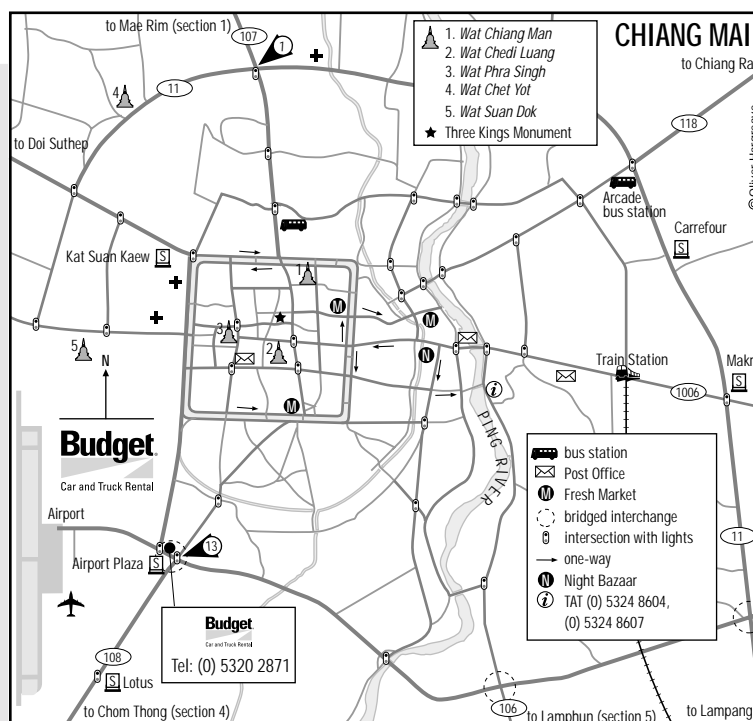 to Mae Rim (section 1)
107
1
CHIANG MAI
1. Wat Chiang Man
2. Wat Chedi Luang
3. Wat Phra Singh
4. Wat Chet Yot
5. Wat Suan Dok
Three Kings Monument
to Chiang Ra
4
11
118
to Doi Suthep
Arcade
bus station
Carrefour
Kat Suan Kaew
S
S
1
M
M
3
2
N
5
N
Train Station
Makr
S
1006
i
M
PING RIVER
Budget
Car and Truck Rental
bus station
Post Office
M Fresh Market
bridged interchange
intersection with lights
one-way
N Night Bazaar
i TAT (0) 5324 8604,
(0) 5324 8607
11
Airport
13
Airport Plaza
S
Budget
Car and Truck Rental
Tel: (0) 5320 2871
108
S
Lotus
106
to Chom Thong (section 4)
to Lamphun (section 5)
to Lampang